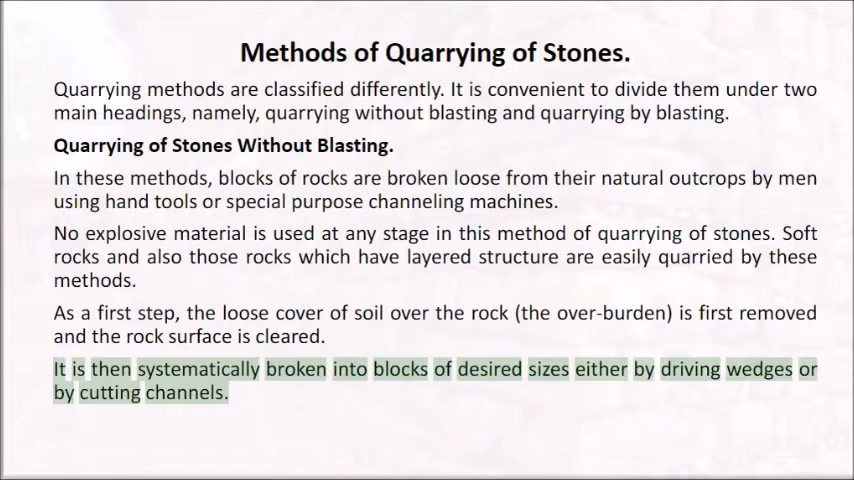 Methods of Quarrying of Stones.
Quarrying methods are classified differently. It is convenient to divide them under two
main headings, namely, quarrying without blasting and quarrying by blasting.
Quarrying of Stones Without Blasting.
In these methods, blocks of rocks are broken loose from their natural outcrops by men
using hand tools or special purpose channeling machines.
No explosive material is used at any stage in this method of quarrying of stones. Soft
rocks and also those rocks which have layered structure are easily quarried by these
methods.
As a first step, the loose cover of soil over the rock (the over-burden) is first removed
and the rock surface is cleared.
It is then systematically broken into blocks of desired sizes either by driving wedges or
by cutting channels.